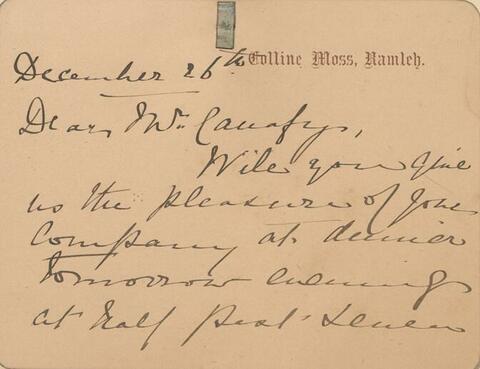 Colline Moss, Ramleh.
December 26th
Dear Mr. Cavafys,
Will you give
us the pleasure of your
Company at dinner
tomorrow evening
at half past seven